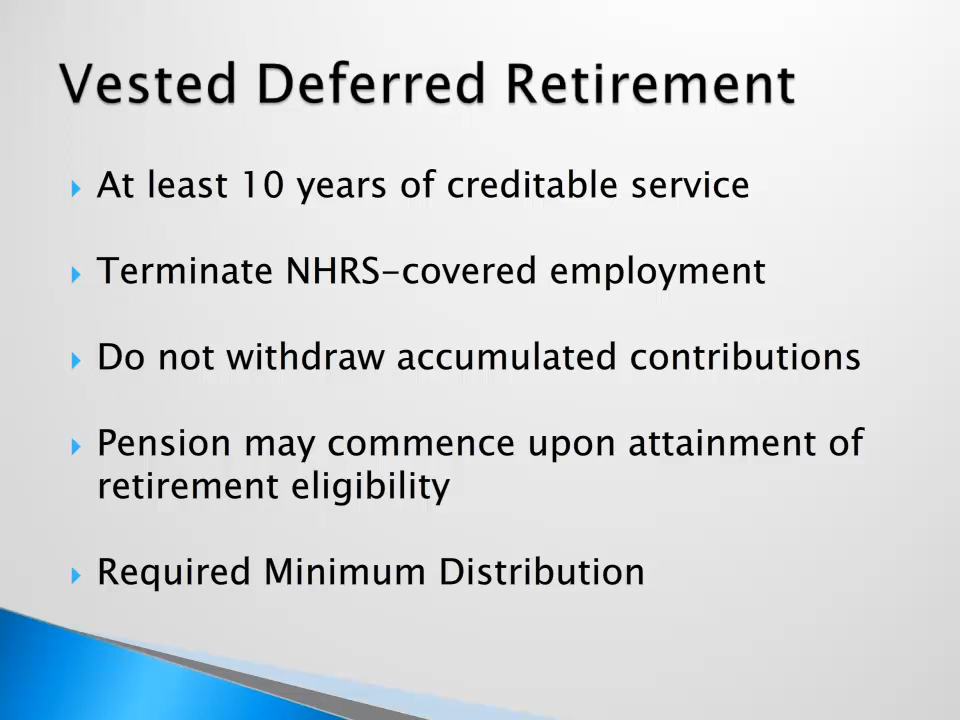 Vested Deferred Retirement
At least 10 years of creditable service
Terminate NHRS-covered employment
Do not withdraw accumulated contributions
Pension may commence upon attainment of
retirement eligibility
Required Minimum Distribution